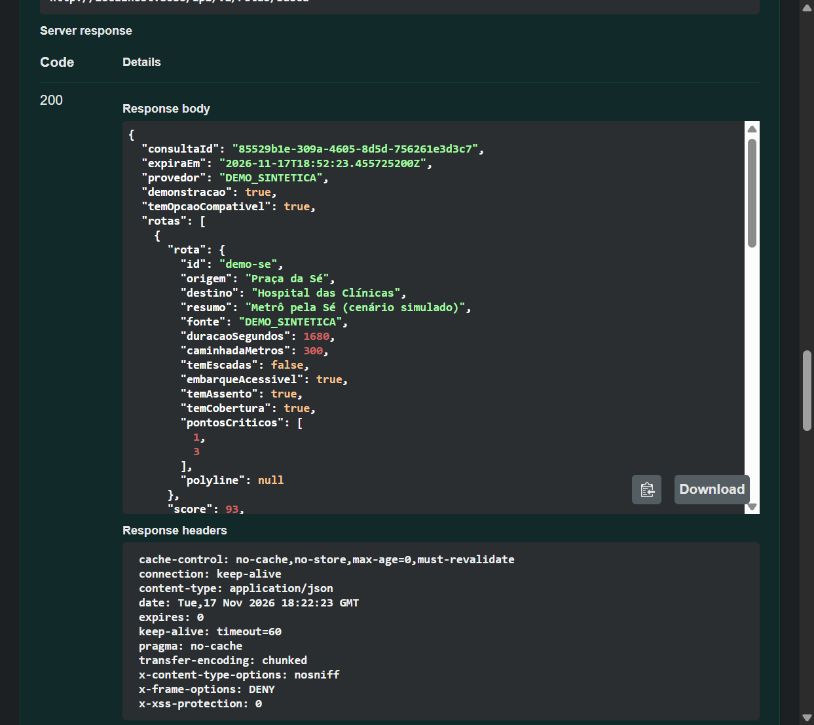 Server response
Code Details
200
Response body
{
"consultaId": "85529b1e-309a-4605-8d5d-756261e3d3c7",
"expiraEm": "2026-11-17T18:52:23.455725200Z",
"provedor": "DEMO_SINTETICA",
"demonstracao": true,
"temOpcaoCompativel": true,
"rotas": [
{
"rota": {
"id": "demo-se",
"origem": "Praça da Sé",
"destino": "Hospital das Clínicas",
"resumo": "Metrô pela Sé (cenário simulado)",
"fonte": "DEMO_SINTETICA",
"duracaoSegundos": 1680,
"caminhadaMetros": 300,
"temEscadas": false,
"embarqueAcessivel": true,
"temAssento": true,
"temCobertura": true,
"pontosCriticos": [
1,
3
],
"polyline": null
},
"score": 93,
Download
Response headers
cache-control: no-cache,no-store,max-age=0,must-revalidate
connection: keep-alive
content-type: application/json
date: Tue,17 Nov 2026 18:22:23 GMT
expires: 0
keep-alive: timeout=60
pragma: no-cache
transfer-encoding: chunked
x-content-type-options: nosniff
x-frame-options: DENY
x-xss-protection: 0